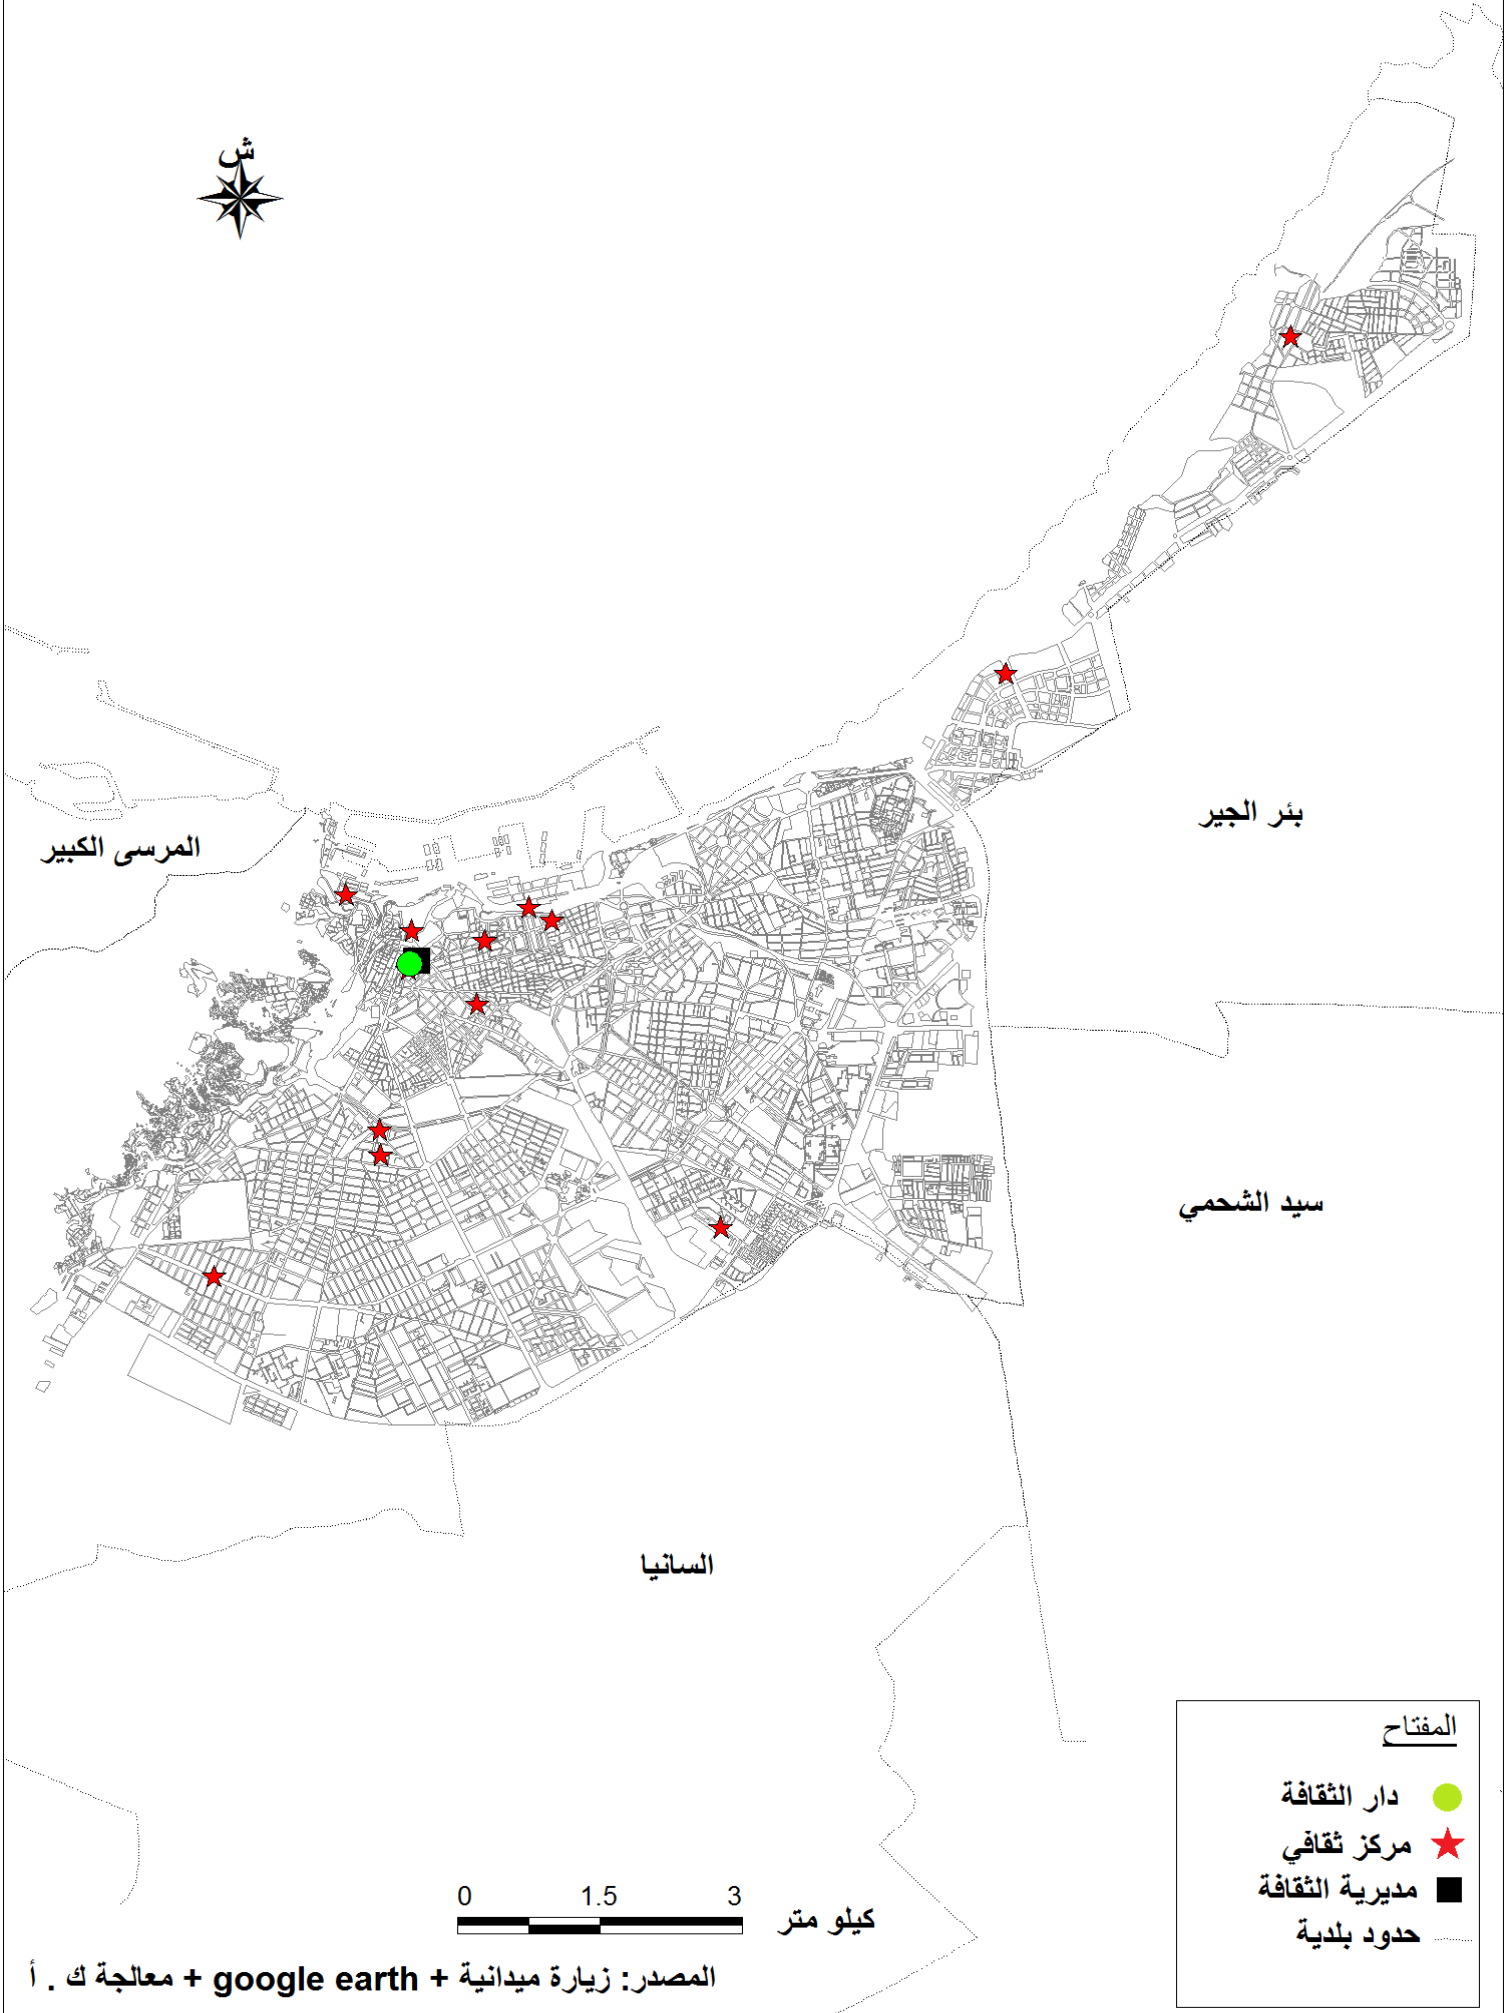 ش
بئر الجير
المرسى الكبير
سيد الشحمي
السانيا
المفتاح
دار الثقافة
مركز ثقافي
مديرية الثقافة
حدود بلدية
0 1.5 3
كيلو متر
المصدر: زيارة ميدانية + google earth + معالجة ك . أ